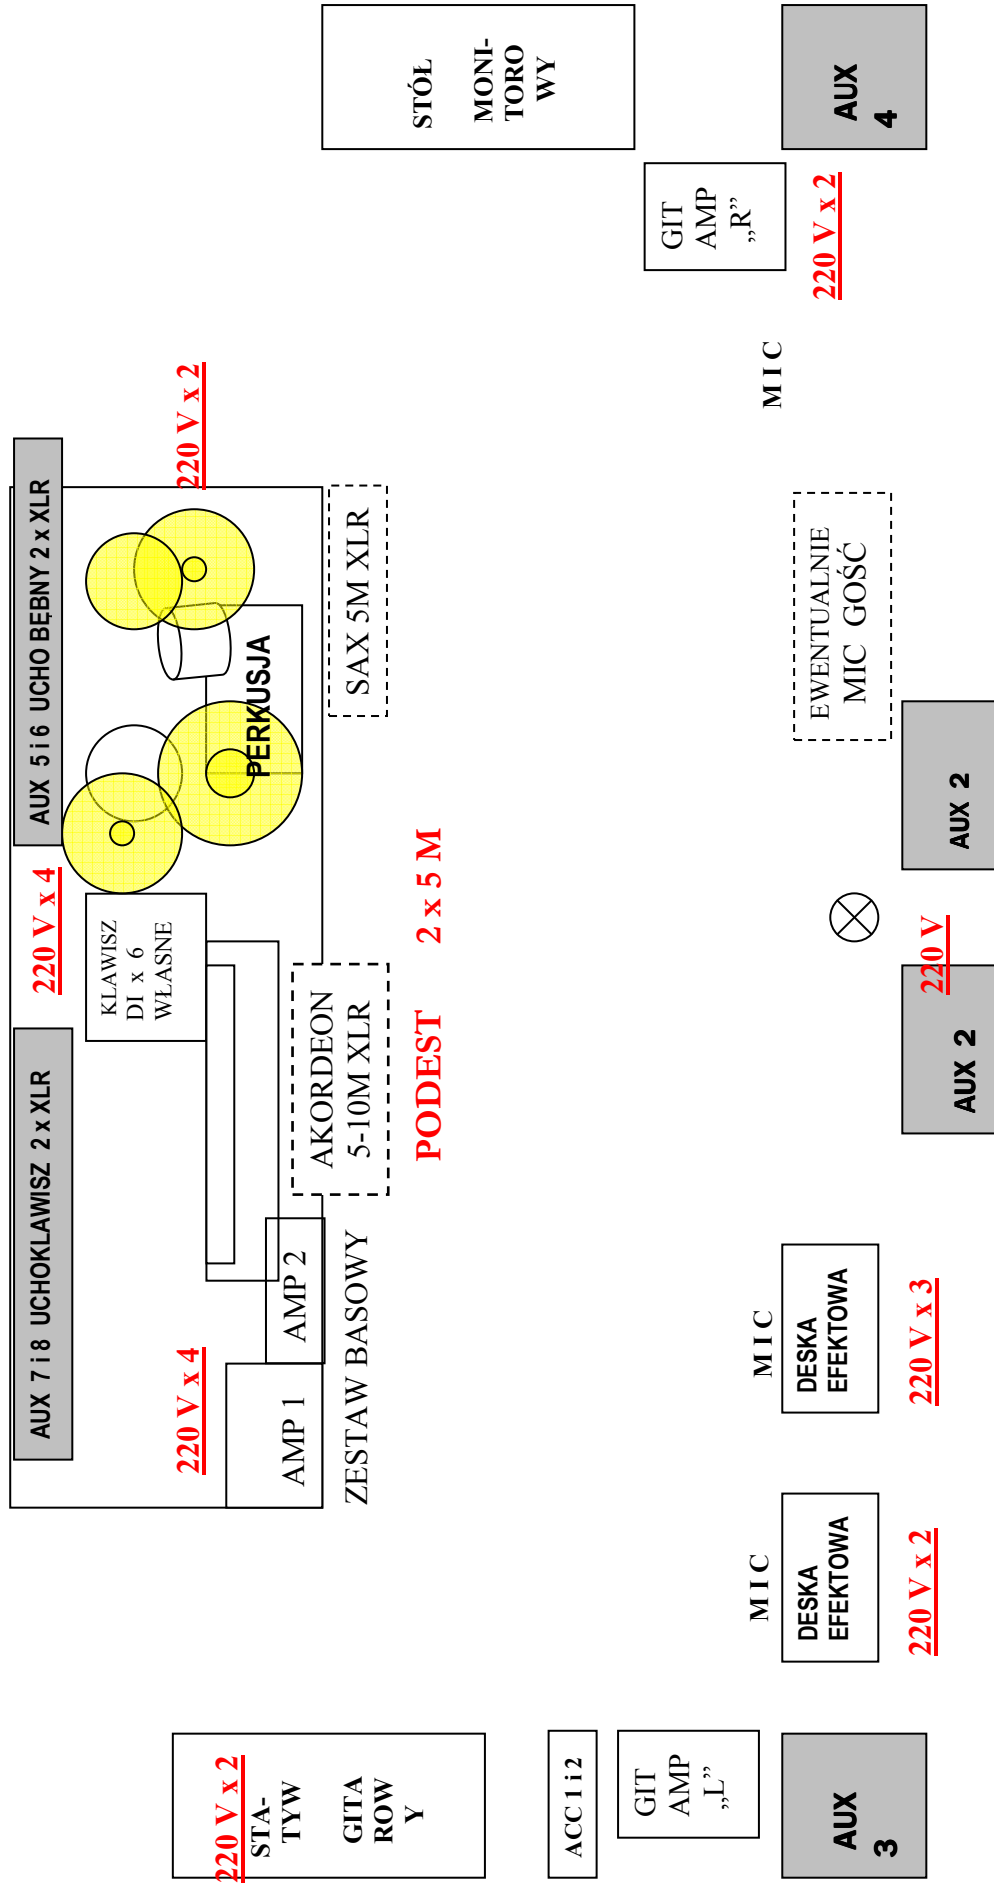 AUX 7 i 8 UCHOKLAWISZ 2 x XLR
220 V x 4
AUX 5 i 6 UCHO BĘBNY 2 x XLR
220 V x 2
STA-
TYW
GITA
ROW
Y
220 V x 4
KLAWISZ
DI x 6
WŁASNE
PERKUSJA
220 V x 2
AMP 1
AMP 2
AKORDEON
5-10M XLR
SAX 5M XLR
ZESTAW BASOWY
PODEST 2 x 5 M
STÓŁ
MONI-
TORO
WY
ACC 1 i 2
GIT
AMP
„L”
GIT
AMP
„R”
M I C
M I C
M I C
220 V x 2
AUX
3
DESKA
EFEKTOWA
DESKA
EFEKTOWA
EWENTUALNIE
MIC GOŚĆ
AUX
4
220 V x 2
220 V x 3
220 V
AUX 2
AUX 2